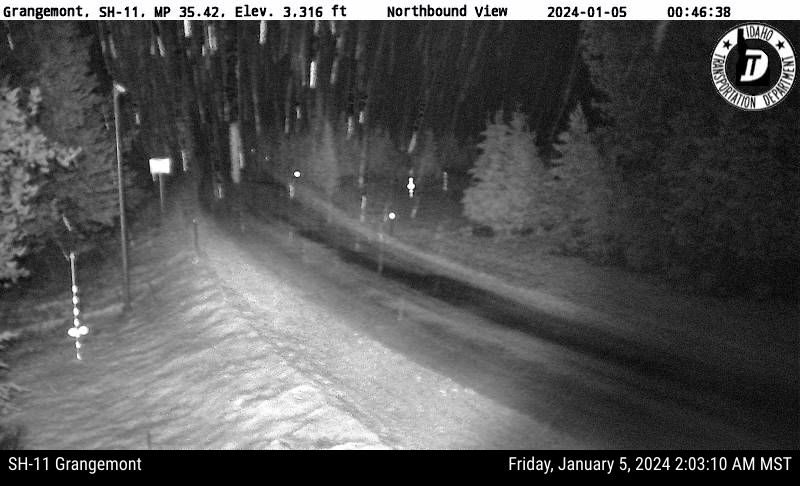 Grangemont, SH-11, MP 35.42, Elev. 3,316 ft Northbound View 2024-01-05 00:46:38
IDAHO
TRANSPORTATION DEPARTMENT
SH-11 Grangemont Friday, January 5, 2024 2:03:10 AM MST